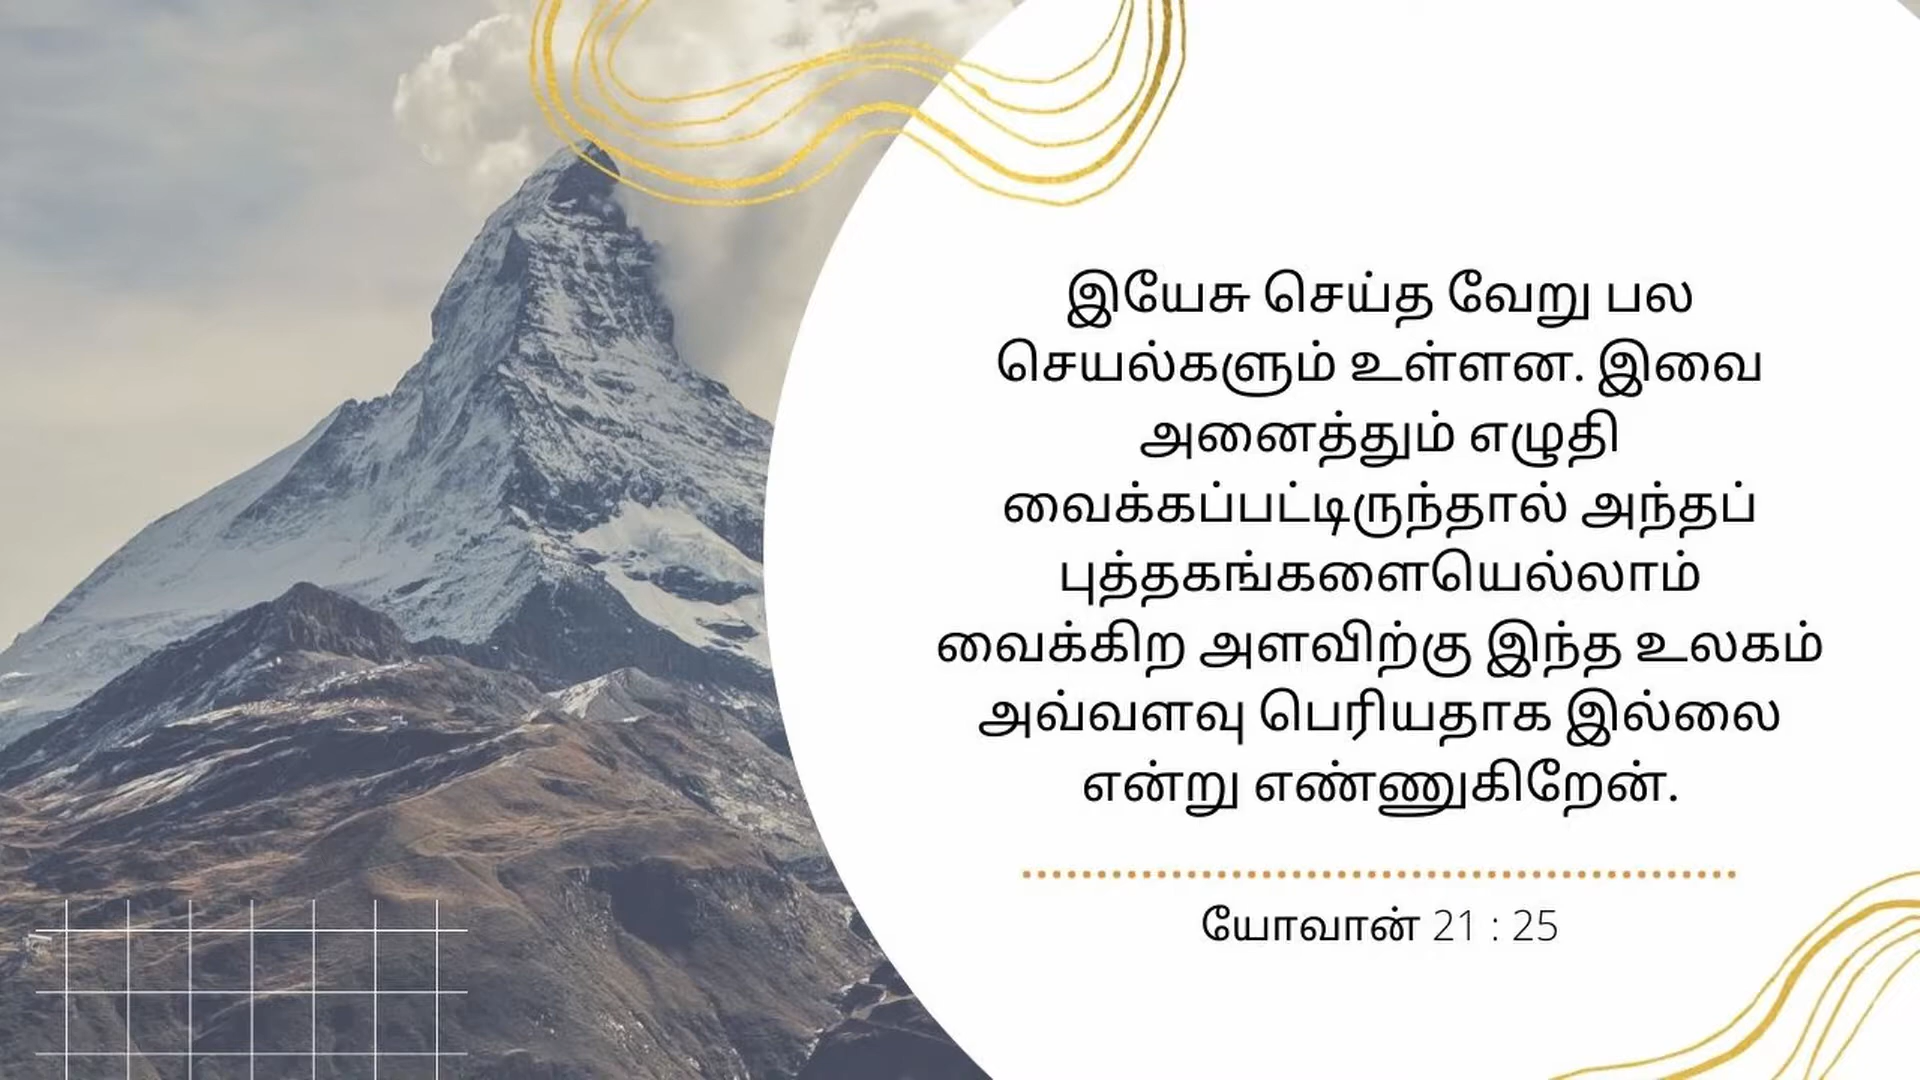 இயேசு செய்த வேறு பல
செயல்களும் உள்ளன. இவை
அனைத்தும் எழுதி
வைக்கப்பட்டிருந்தால் அந்தப்
புத்தகங்களையெல்லாம்
வைக்கிற அளவிற்கு இந்த உலகம்
அவ்வளவு பெரியதாக இல்லை
என்று எண்ணுகிறேன்.
யோவான் 21 : 25